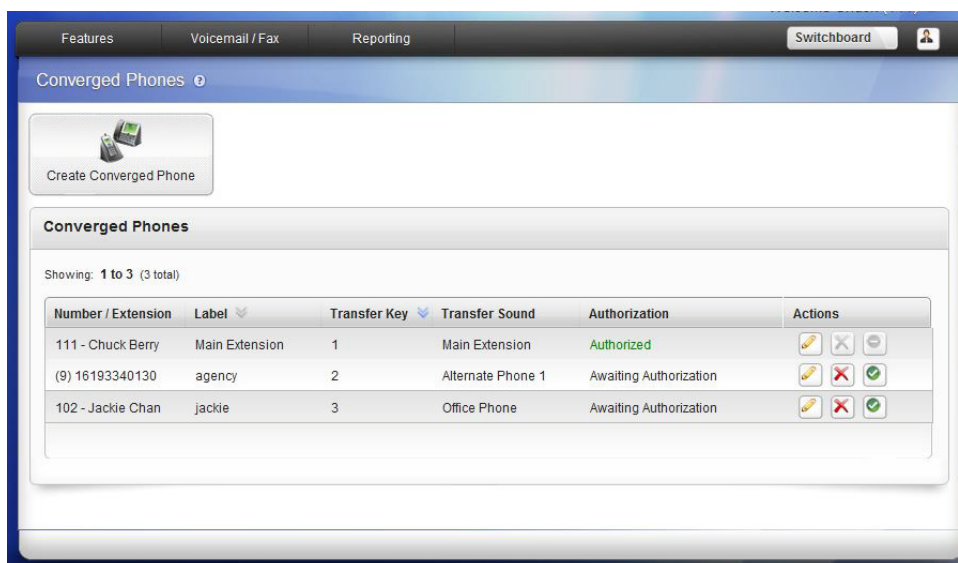 Features Voicemail / Fax Reporting Switchboard
Converged Phones
Create Converged Phone
Converged Phones
Showing: 1 to 3 (3 total)
Number / Extension Label Transfer Key Transfer Sound Authorization Actions
111 - Chuck Berry Main Extension 1 Main Extension Authorized
(9) 16193340130 agency 2 Alternate Phone 1 Awaiting Authorization
102 - Jackie Chan jackie 3 Office Phone Awaiting Authorization